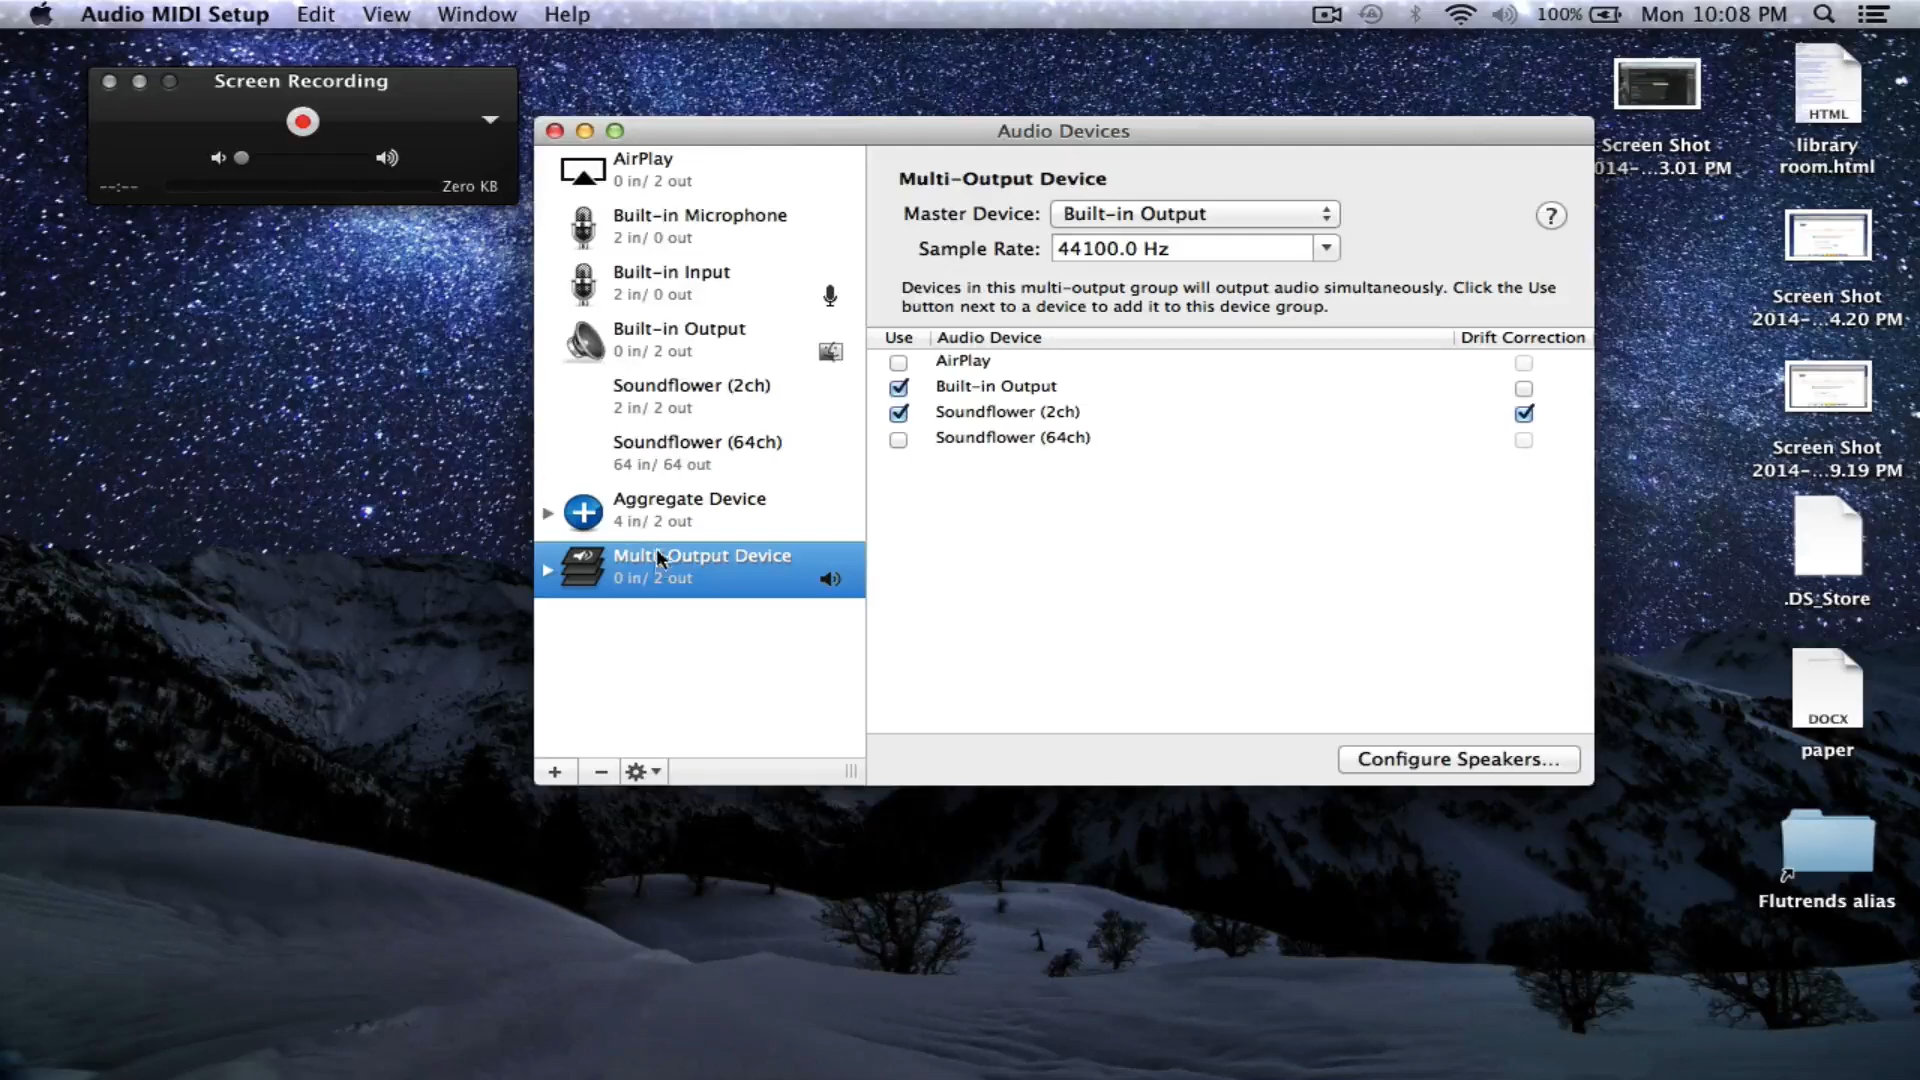 Audio MIDI Setup Edit View Window Help
100% Mon 10:08 PM
Screen Recording
--:-- Zero KB
Audio Devices
AirPlay
0 in/ 2 out
Built-in Microphone
2 in/ 0 out
Built-in Input
2 in/ 0 out
Built-in Output
0 in/ 2 out
Soundflower (2ch)
2 in/ 2 out
Soundflower (64ch)
64 in/ 64 out
Aggregate Device
4 in/ 2 out
Multi-Output Device
0 in/ 2 out
Multi-Output Device
Master Device: Built-in Output
?
Sample Rate: 44100.0 Hz
Devices in this multi-output group will output audio simultaneously. Click the Use
button next to a device to add it to this device group.
Use Audio Device Drift Correction
AirPlay
Built-in Output
Soundflower (2ch)
Soundflower (64ch)
Configure Speakers...
Screen Shot
014-...3.01 PM
HTML
library
room.html
Screen Shot
2014-...4.20 PM
Screen Shot
2014-...9.19 PM
.DS_Store
DOCX
paper
Flutrends alias